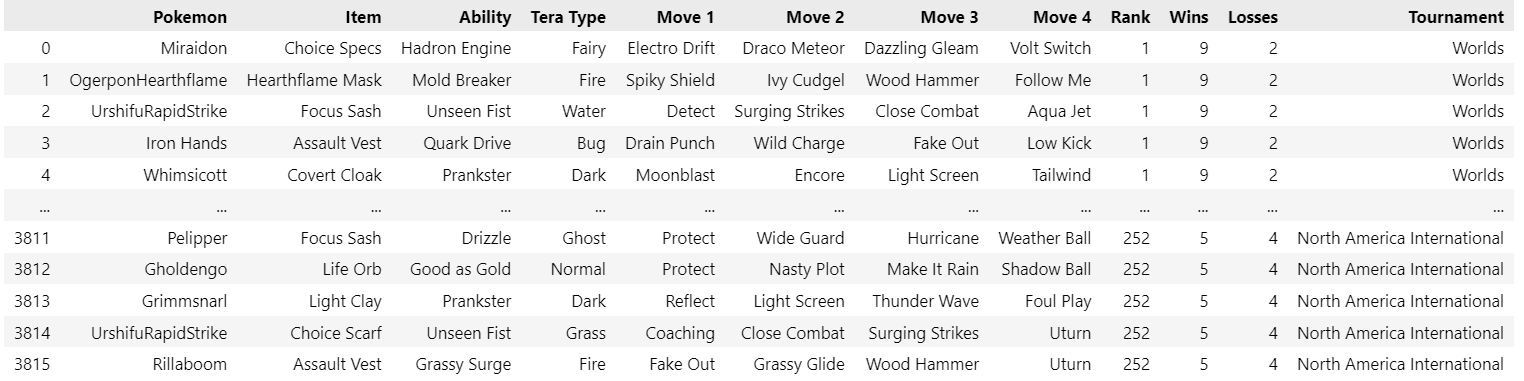 Pokemon Item Ability Tera Type Move 1 Move 2 Move 3 Move 4 Rank Wins Losses Tournament
0 Miraidon Choice Specs Hadron Engine Fairy Electro Drift Draco Meteor Dazzling Gleam Volt Switch 1 9 2 Worlds
1 OgerponHearthflame Hearthflame Mask Mold Breaker Fire Spiky Shield Ivy Cudgel Wood Hammer Follow Me 1 9 2 Worlds
2 UrshifuRapidStrike Focus Sash Unseen Fist Water Detect Surging Strikes Close Combat Aqua Jet 1 9 2 Worlds
3 Iron Hands Assault Vest Quark Drive Bug Drain Punch Wild Charge Fake Out Low Kick 1 9 2 Worlds
4 Whimsicott Covert Cloak Prankster Dark Moonblast Encore Light Screen Tailwind 1 9 2 Worlds
... ... ... ... ... ... ... ... ... ... ... ... ...
3811 Pelipper Focus Sash Drizzle Ghost Protect Wide Guard Hurricane Weather Ball 252 5 4 North America International
3812 Gholdengo Life Orb Good as Gold Normal Protect Nasty Plot Make It Rain Shadow Ball 252 5 4 North America International
3813 Grimmsnarl Light Clay Prankster Dark Reflect Light Screen Thunder Wave Foul Play 252 5 4 North America International
3814 UrshifuRapidStrike Choice Scarf Unseen Fist Grass Coaching Close Combat Surging Strikes Uturn 252 5 4 North America International
3815 Rillaboom Assault Vest Grassy Surge Fire Fake Out Grassy Glide Wood Hammer Uturn 252 5 4 North America International